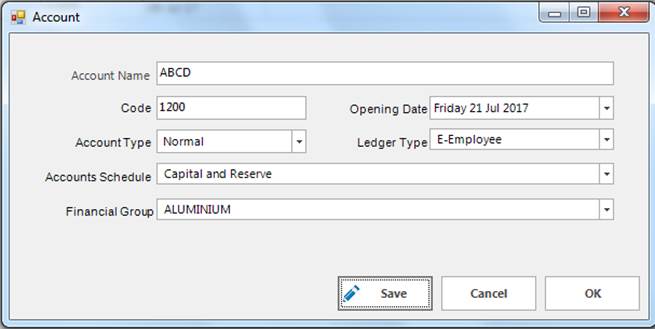 Account
Account Name ABCD
Code 1200 Opening Date Friday 21 Jul 2017
Account Type Normal Ledger Type E-Employee
Accounts Schedule Capital and Reserve
Financial Group ALUMINIUM
Save Cancel OK